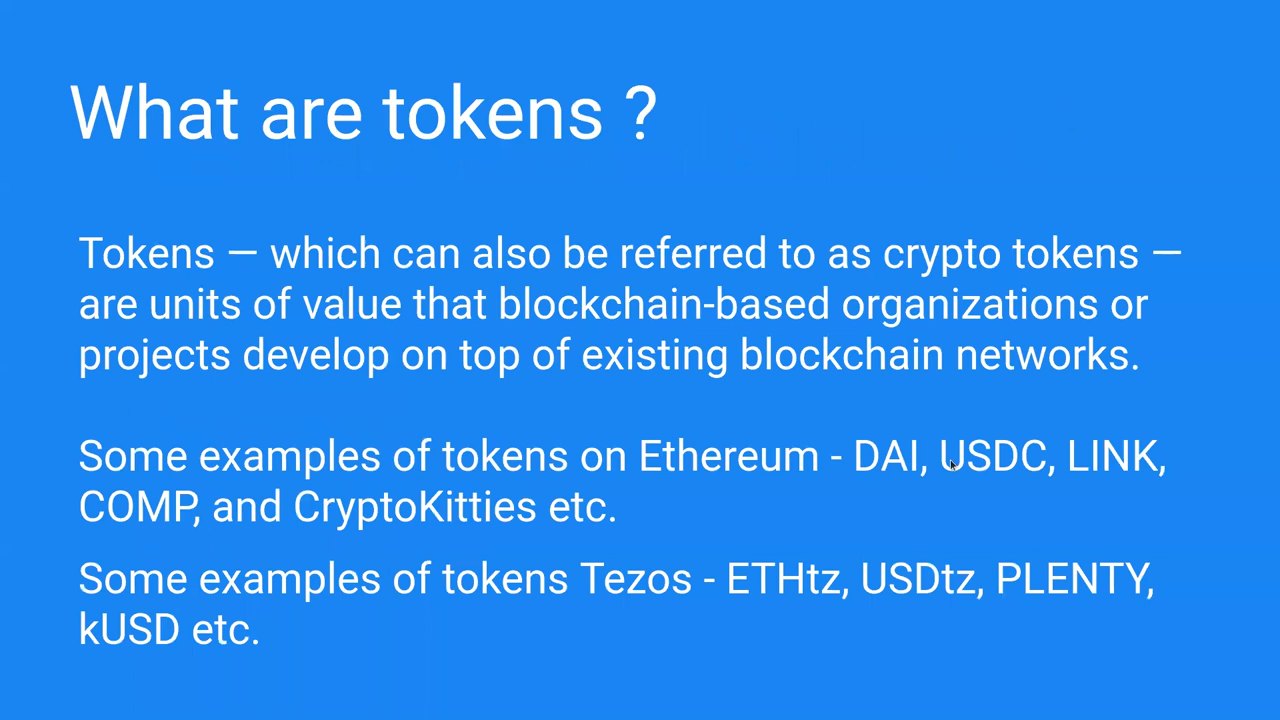 What are tokens ?
Tokens — which can also be referred to as crypto tokens —
are units of value that blockchain-based organizations or
projects develop on top of existing blockchain networks.
Some examples of tokens on Ethereum - DAI, USDC, LINK,
COMP, and CryptoKitties etc.
Some examples of tokens Tezos - ETHtz, USDtz, PLENTY,
kUSD etc.